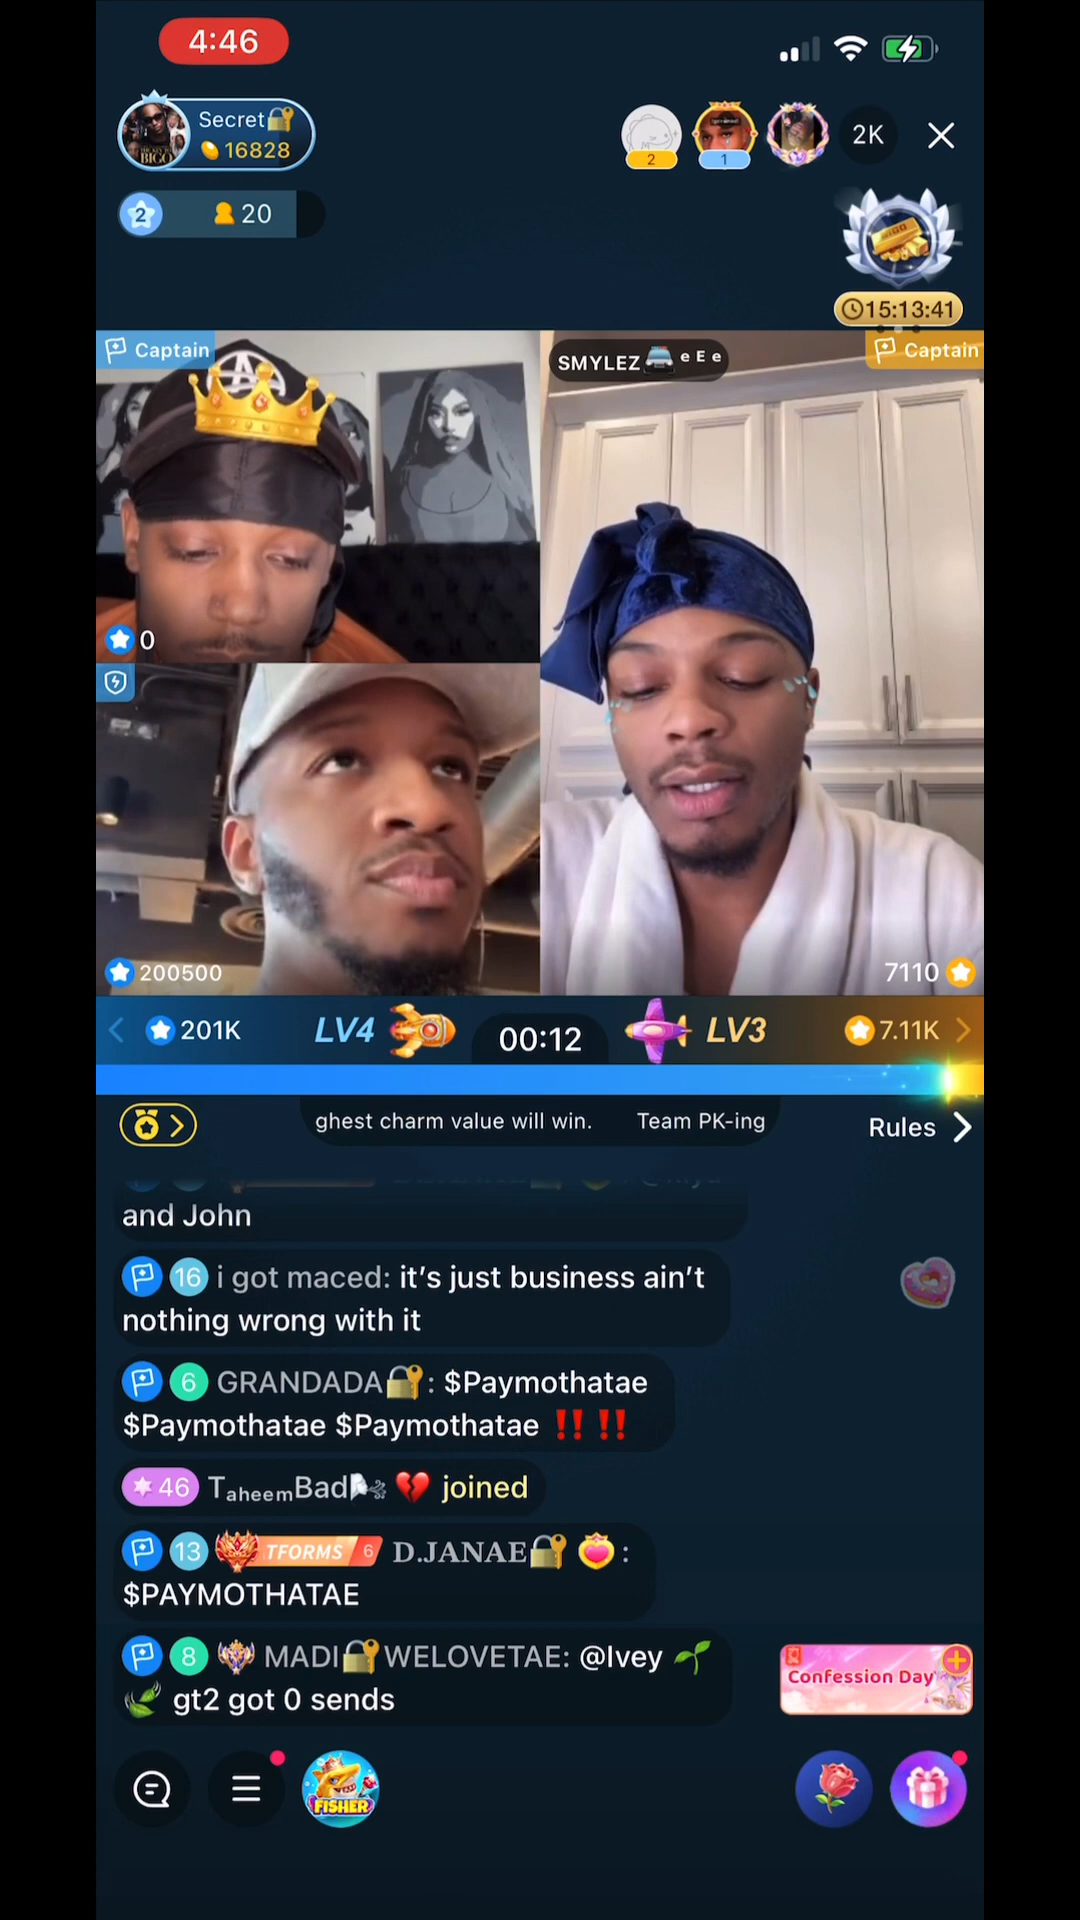 4:46
Secret🔐
16828
BIGO
2
1
2K
2
20
15:13:41
Captain
SMYLEZ🚔 e E e
Captain
0
200500
7110
201K
LV4
00:12
LV3
7.11K
ghest charm value will win. Team PK-ing
Rules
and John
16 i got maced: it's just business ain't
nothing wrong with it
6 GRANDADA🔐: $Paymothatae
$Paymothatae $Paymothatae ‼️ ‼️
46 TₐₕₑₑₘBad🌬️💔 joined
13 TFORMS 6 D.JANAE🔐 :
$PAYMOTHATAE
8 MADI🔐WELOVETAE: @Ivey 🌱
🌿 gt2 got 0 sends
Confession Day
FISHER